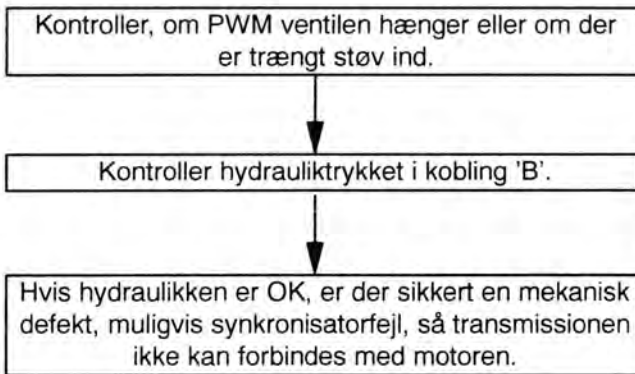 Kontroller, om PWM ventilen hænger eller om der
er trængt støv ind.
Kontroller hydrauliktrykket i kobling 'B'.
Hvis hydraulikken er OK, er der sikkert en mekanisk
defekt, muligvis synkronisatorfejl, så transmissionen
ikke kan forbindes med motoren.